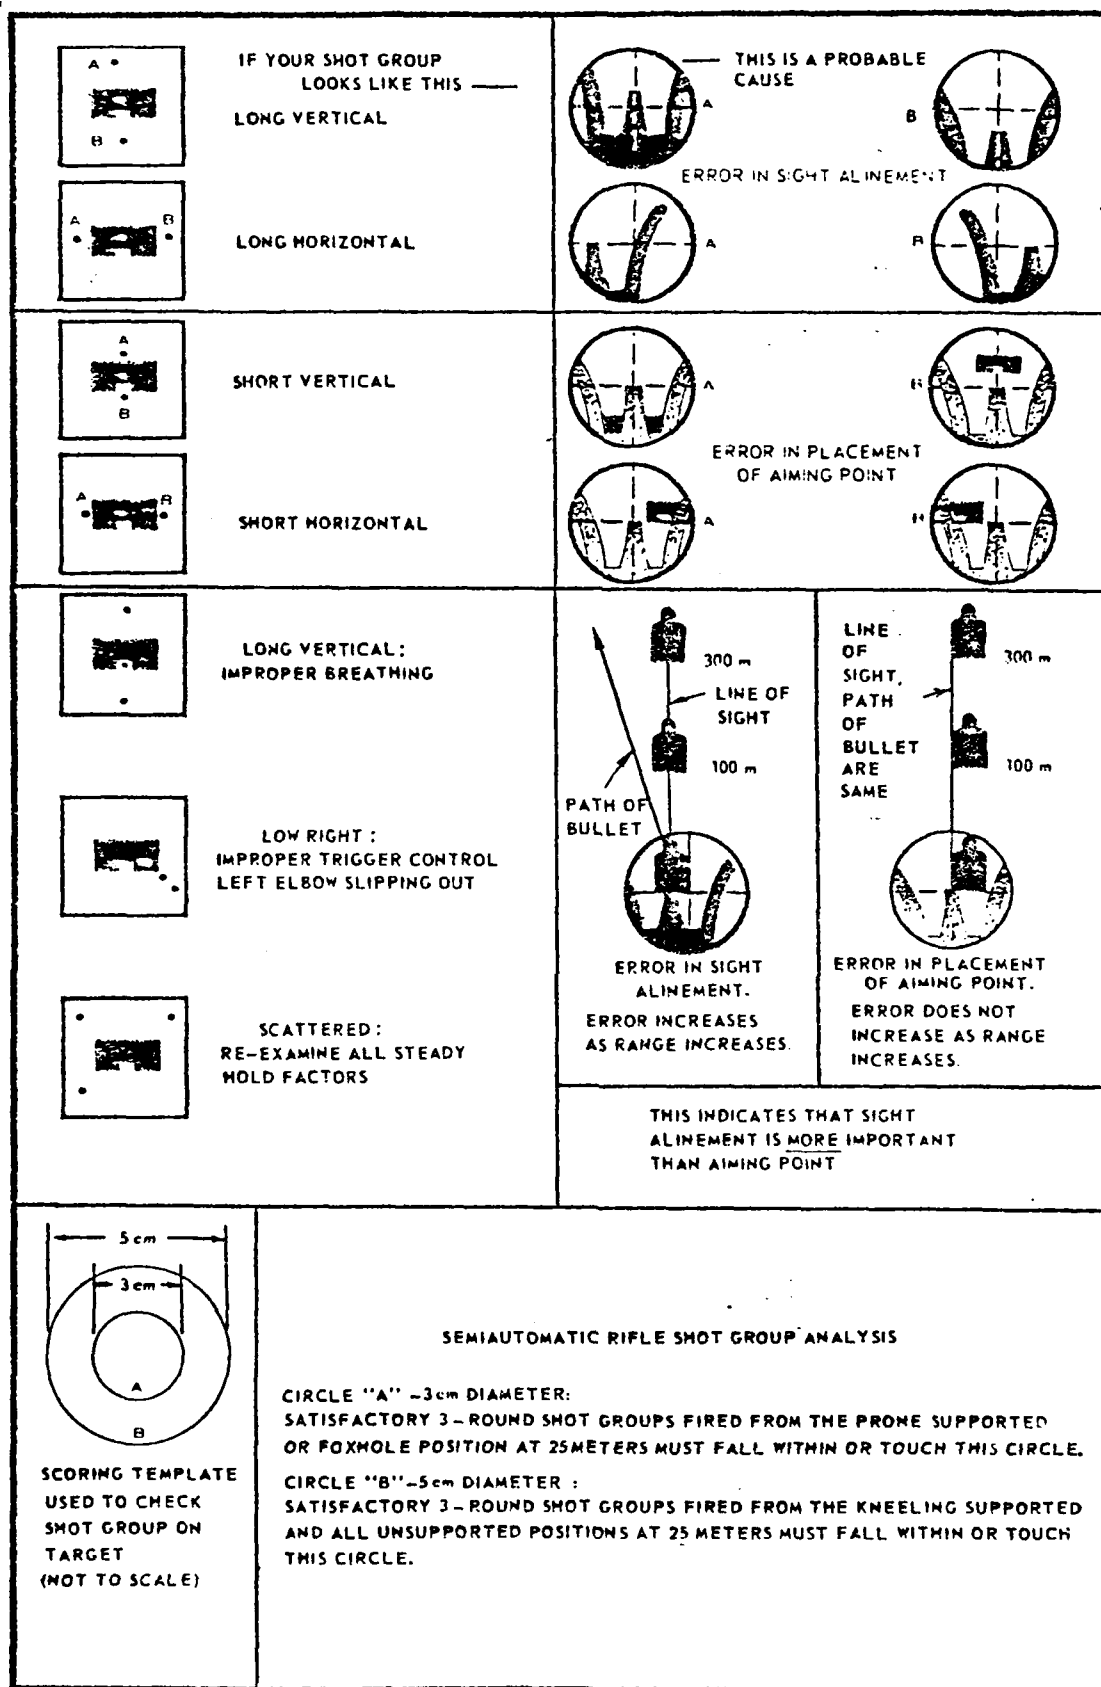 IF YOUR SHOT GROUP
LOOKS LIKE THIS ——
A
B
LONG VERTICAL
THIS IS A PROBABLE
CAUSE
A
B
ERROR IN SIGHT ALINEMENT
A
B
LONG HORIZONTAL
A
B
A
B
SHORT VERTICAL
A
B
ERROR IN PLACEMENT
OF AIMING POINT
A
B
SHORT HORIZONTAL
A
B
LONG VERTICAL:
IMPROPER BREATHING
LOW RIGHT:
IMPROPER TRIGGER CONTROL
LEFT ELBOW SLIPPING OUT
SCATTERED:
RE-EXAMINE ALL STEADY
HOLD FACTORS
300 m
LINE OF
SIGHT
100 m
PATH OF
BULLET
ERROR IN SIGHT
ALINEMENT.
ERROR INCREASES
AS RANGE INCREASES.
LINE
OF
SIGHT,
PATH
OF
BULLET
ARE
SAME
300 m
100 m
ERROR IN PLACEMENT
OF AIMING POINT.
ERROR DOES NOT
INCREASE AS RANGE
INCREASES.
THIS INDICATES THAT SIGHT
ALINEMENT IS MORE IMPORTANT
THAN AIMING POINT
5 cm
3 cm
A
B
SCORING TEMPLATE
USED TO CHECK
SHOT GROUP ON
TARGET
(NOT TO SCALE)
SEMIAUTOMATIC RIFLE SHOT GROUP ANALYSIS
CIRCLE "A" -3cm DIAMETER:
SATISFACTORY 3-ROUND SHOT GROUPS FIRED FROM THE PRONE SUPPORTED
OR FOXHOLE POSITION AT 25METERS MUST FALL WITHIN OR TOUCH THIS CIRCLE.
CIRCLE "B"-5cm DIAMETER :
SATISFACTORY 3-ROUND SHOT GROUPS FIRED FROM THE KNEELING SUPPORTED
AND ALL UNSUPPORTED POSITIONS AT 25 METERS MUST FALL WITHIN OR TOUCH
THIS CIRCLE.